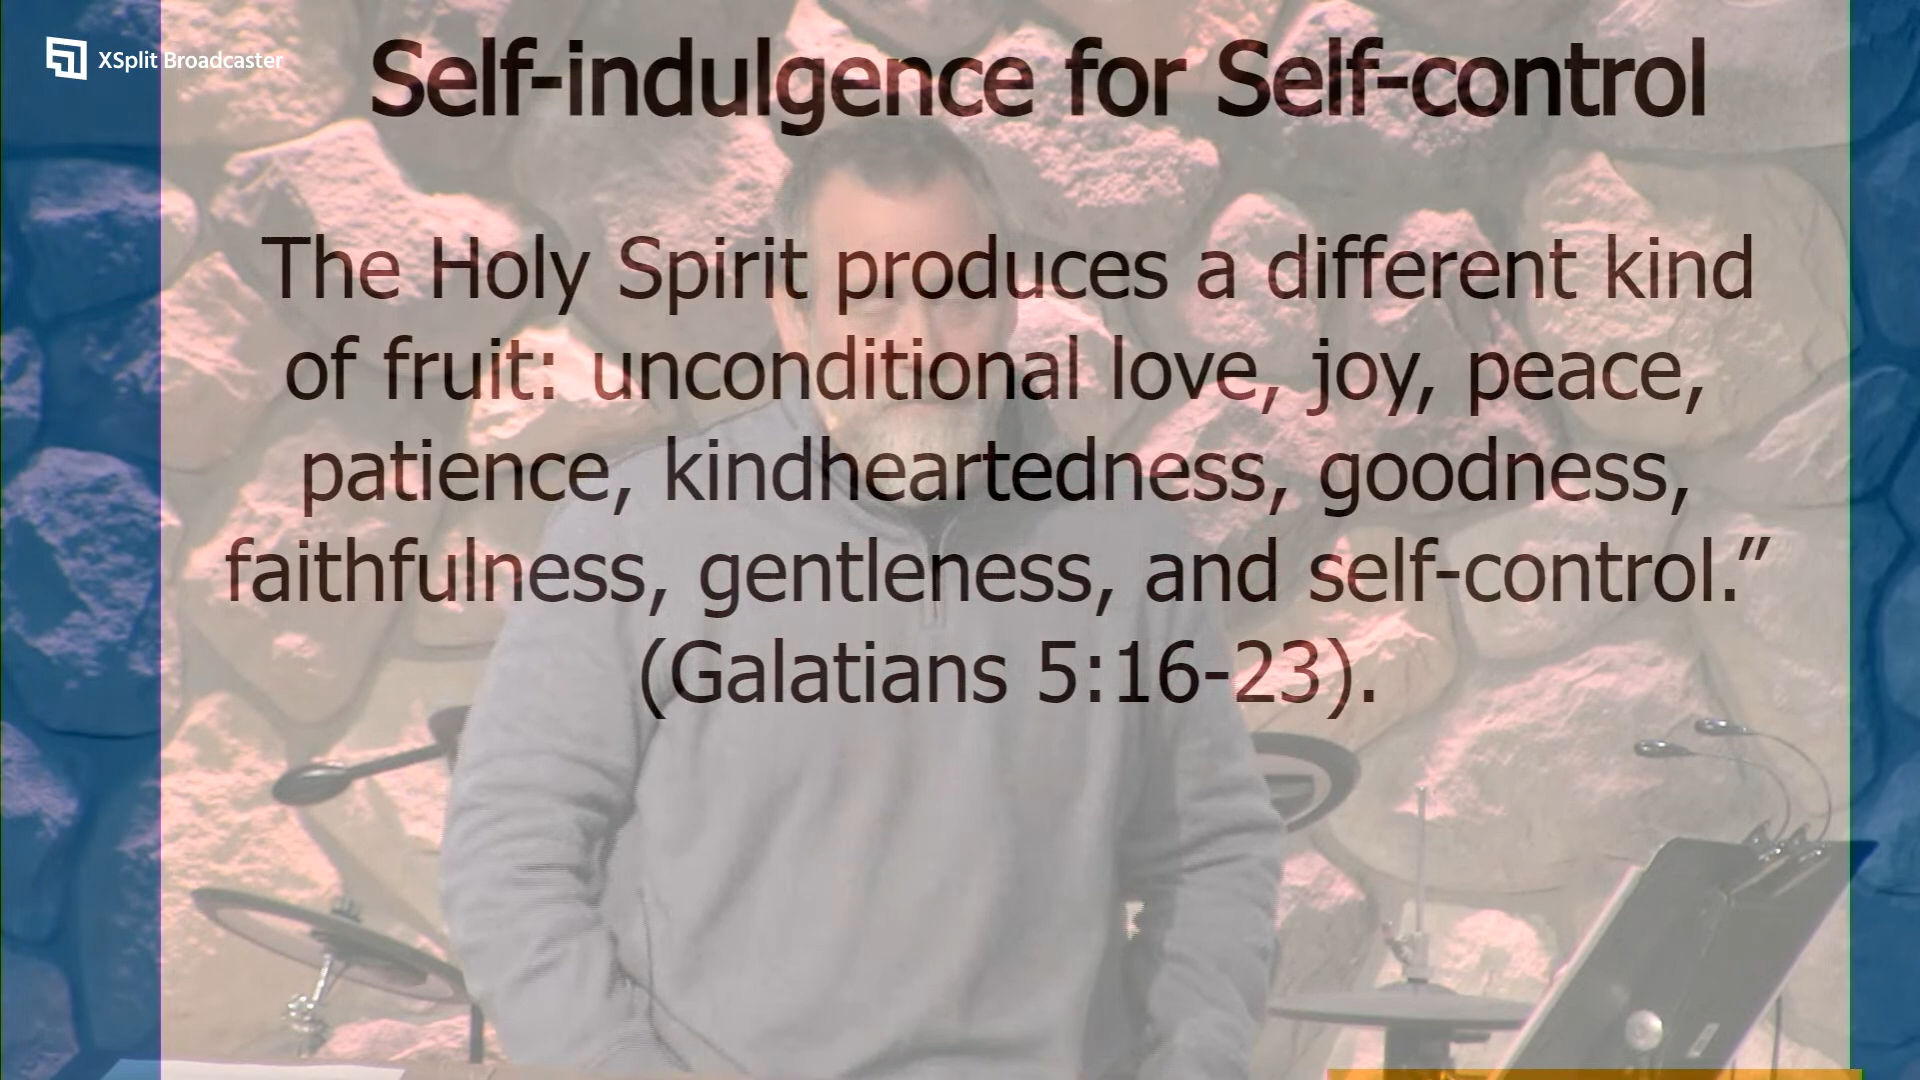 XSplit Broadcaster
Self-indulgence for Self-control
The Holy Spirit produces a different kind
of fruit: unconditional love, joy, peace,
patience, kindheartedness, goodness,
faithfulness, gentleness, and self-control.”
(Galatians 5:16-23).